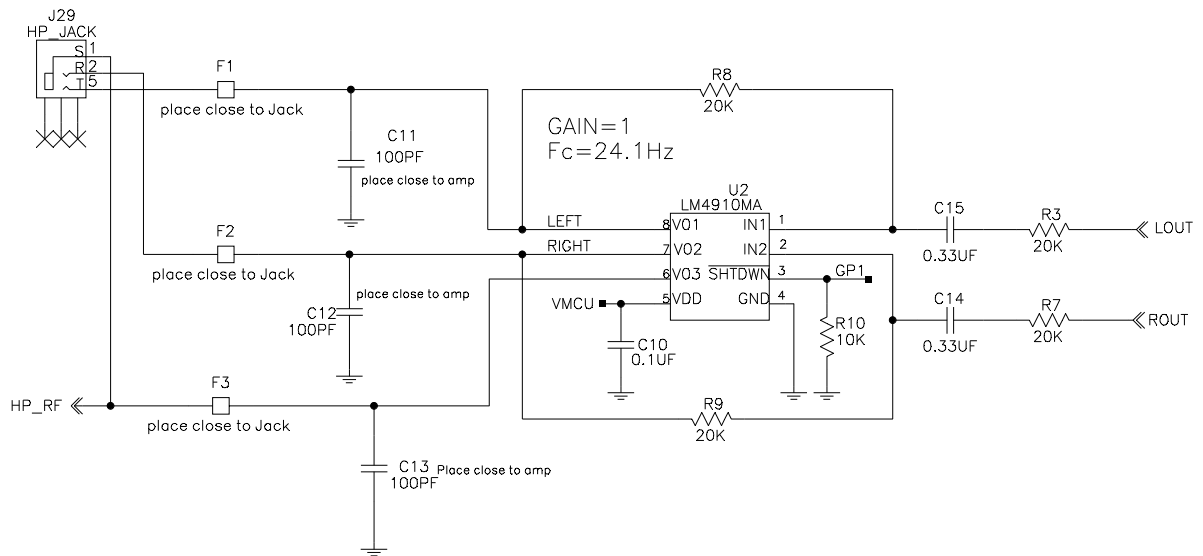 J29
HP_JACK
S 1
R 2
T 5
F1
place close to Jack
C11
100PF
place close to amp
R8
20K
GAIN=1
Fc=24.1Hz
U2
LM4910MA
LEFT
8 VO1
IN1 1
C15
0.33UF
R3
20K
LOUT
F2
place close to Jack
RIGHT
7 VO2
IN2 2
6 VO3
SHTDWN 3
GP1
place close to amp
C12
100PF
VMCU
5 VDD
GND 4
C14
0.33UF
R7
20K
ROUT
C10
0.1UF
R10
10K
HP_RF
F3
place close to Jack
R9
20K
C13
100PF
Place close to amp